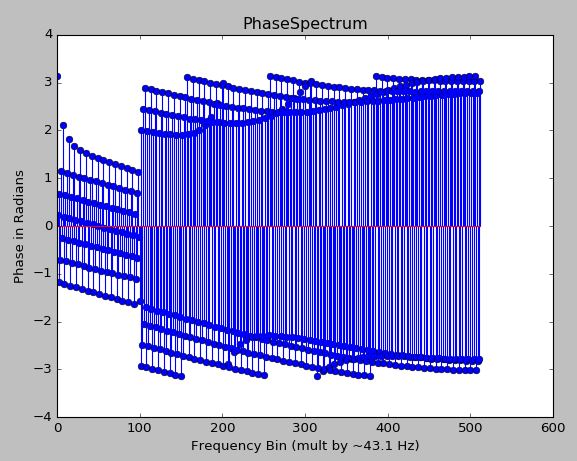 PhaseSpectrum
4
3
2
1
0
−1
−2
−3
−4
Phase in Radians
0 100 200 300 400 500 600
Frequency Bin (mult by ~43.1 Hz)